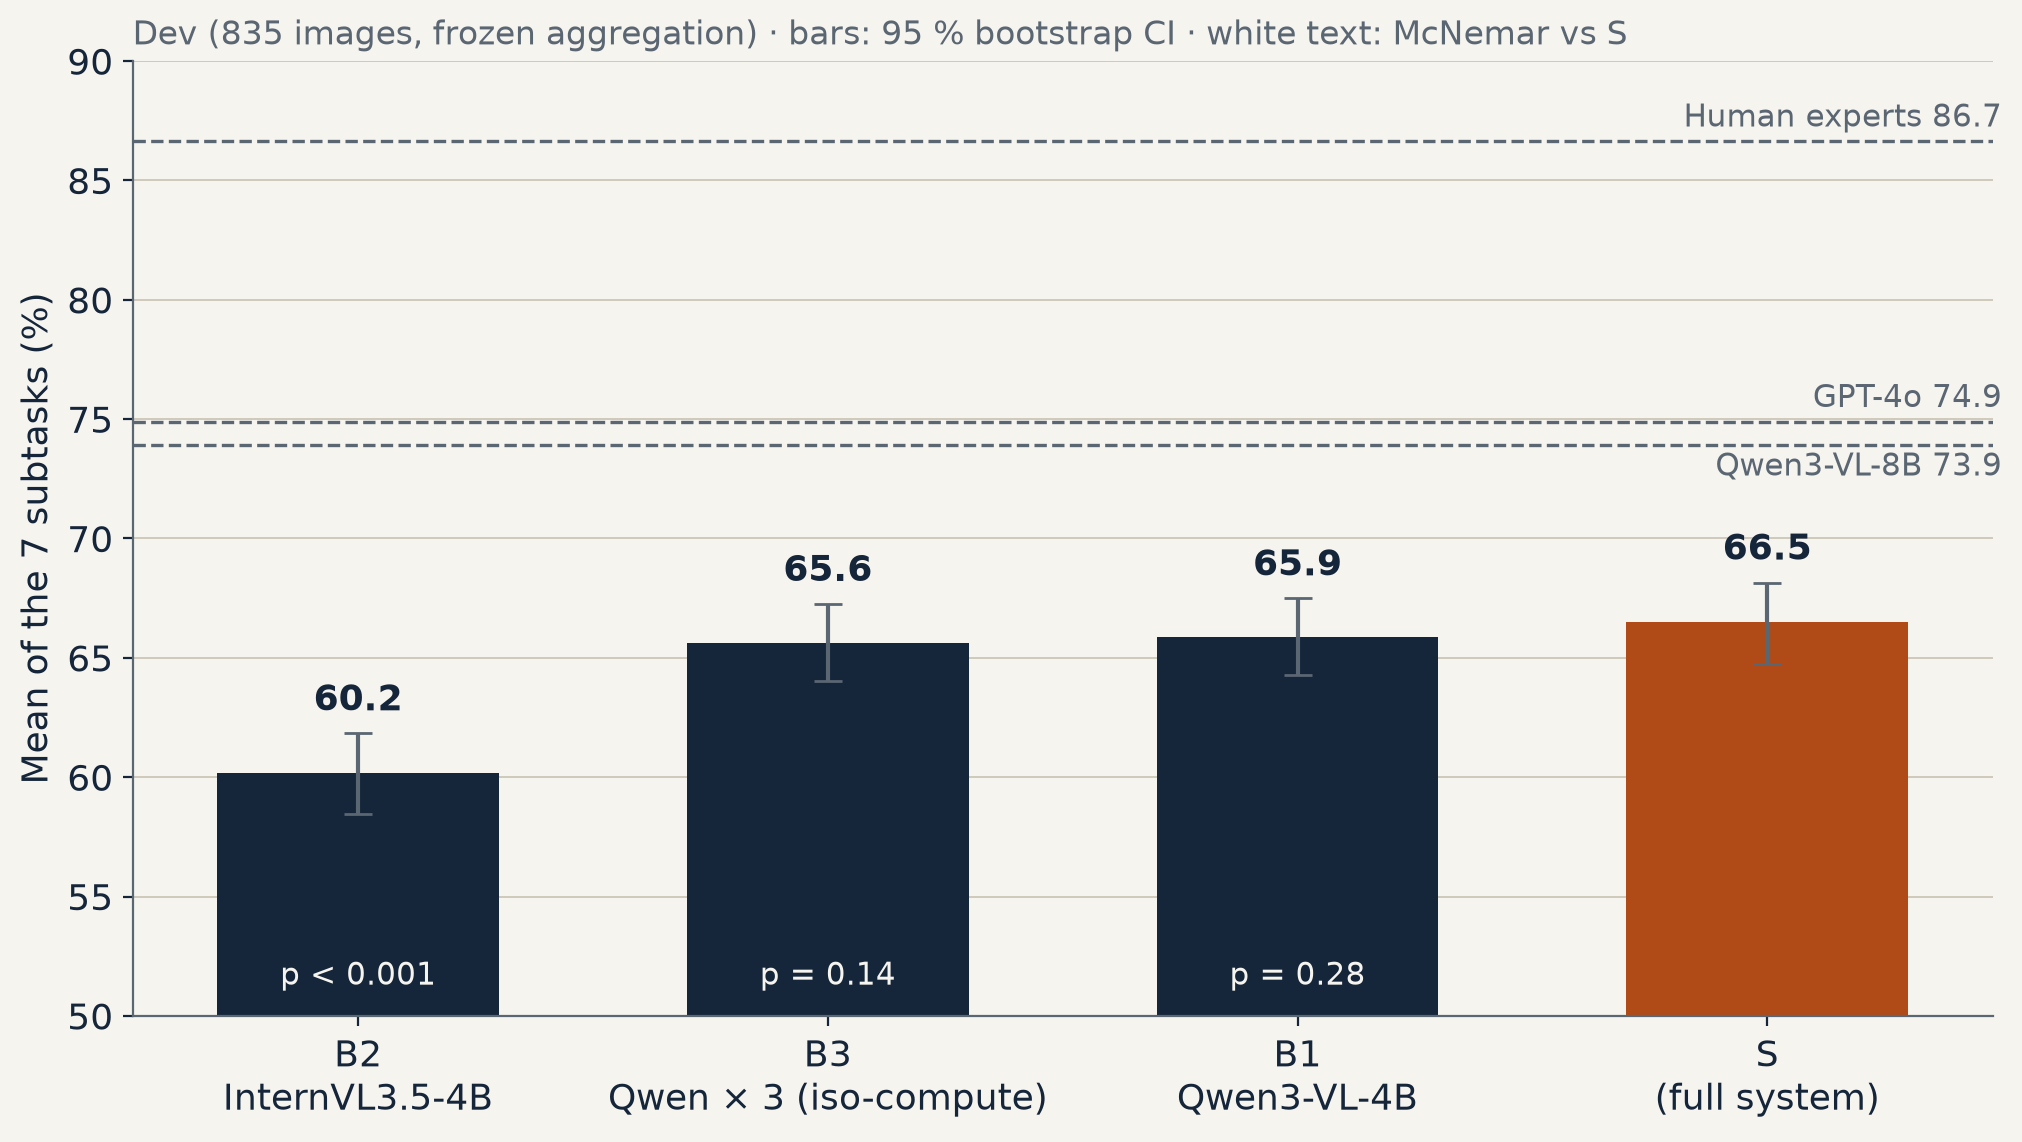 Dev (835 images, frozen aggregation) · bars: 95 % bootstrap CI · white text: McNemar vs S
Mean of the 7 subtasks (%)
90
85
80
75
70
65
60
55
50
Human experts 86.7
GPT-4o 74.9
Qwen3-VL-8B 73.9
60.2
65.6
65.9
66.5
p < 0.001
p = 0.14
p = 0.28
B2
InternVL3.5-4B
B3
Qwen × 3 (iso-compute)
B1
Qwen3-VL-4B
S
(full system)